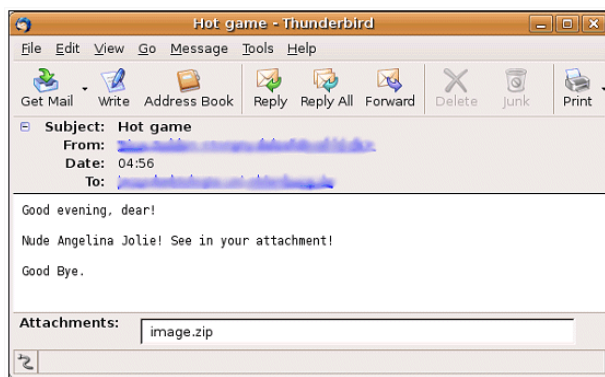 Hot game - Thunderbird
File Edit View Go Message Tools Help
Get Mail Write Address Book Reply Reply All Forward Delete Junk Print
Subject: Hot game
From:
Date: 04:56
To:
Good evening, dear!
Nude Angelina Jolie! See in your attachment!
Good Bye.
Attachments: image.zip